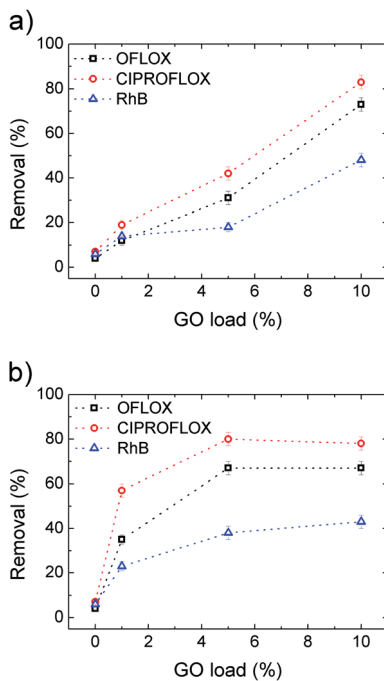 a)
100
80
60
40
20
0
Removal (%)
OFLOX
CIPROFLOX
RhB
0 2 4 6 8 10
GO load (%)
b)
100
80
60
40
20
0
Removal (%)
OFLOX
CIPROFLOX
RhB
0 2 4 6 8 10
GO load (%)